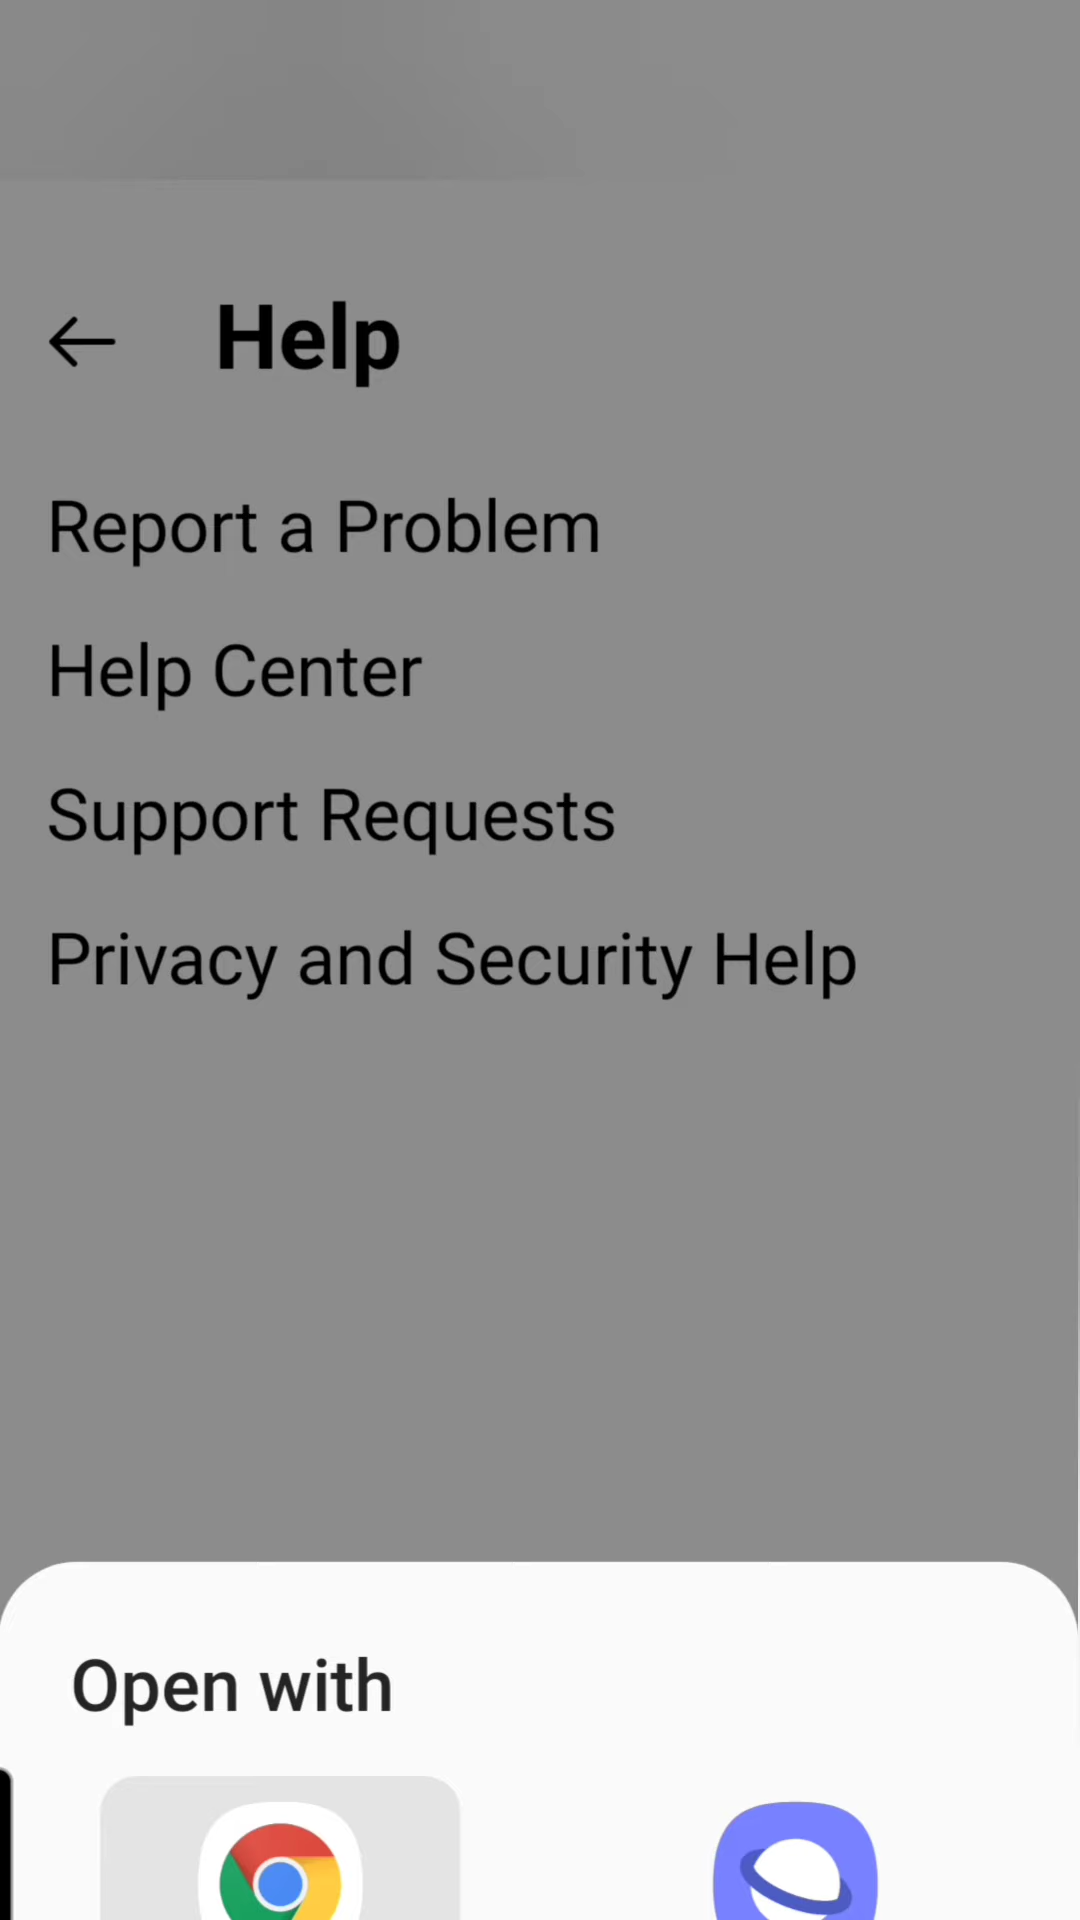 Help
Report a Problem
Help Center
Support Requests
Privacy and Security Help
Open with